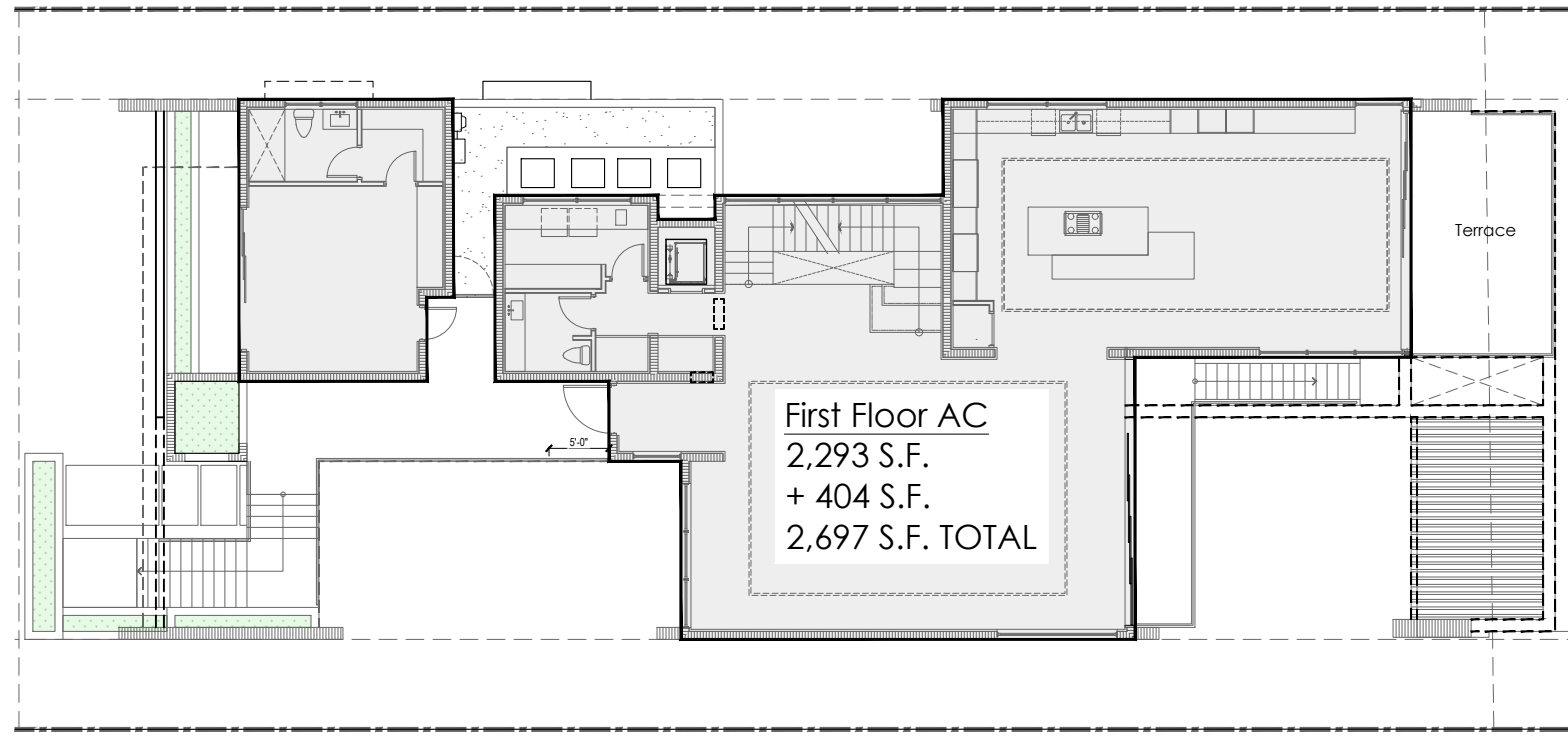 Terrace
5'-0"
First Floor AC
2,293 S.F.
+ 404 S.F.
2,697 S.F. TOTAL